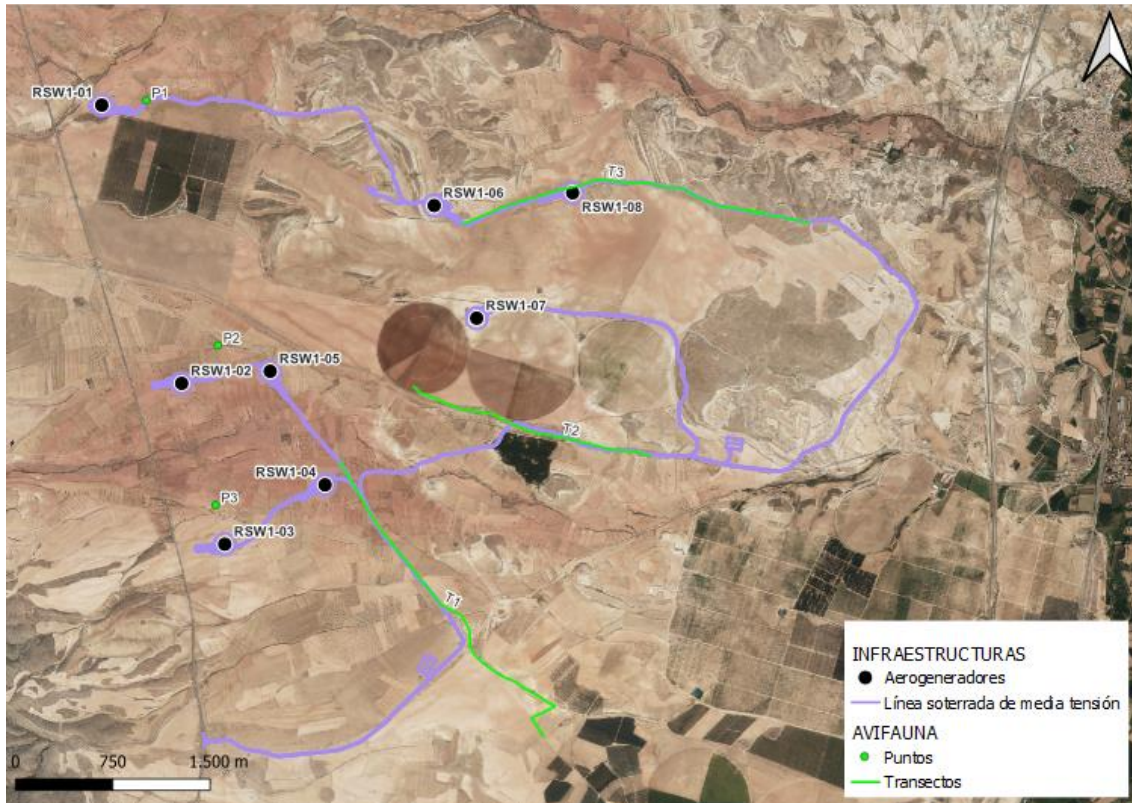 RSW1-01
P1
RSW1-06
T3
RSW1-08
RSW1-07
P2
RSW1-05
RSW1-02
T2
RSW1-04
P3
RSW1-03
T1
INFRAESTRUCTURAS
Aerogeneradores
Línea soterrada de media tensión
AVIFAUNA
Puntos
Transectos
0 750 1.500 m